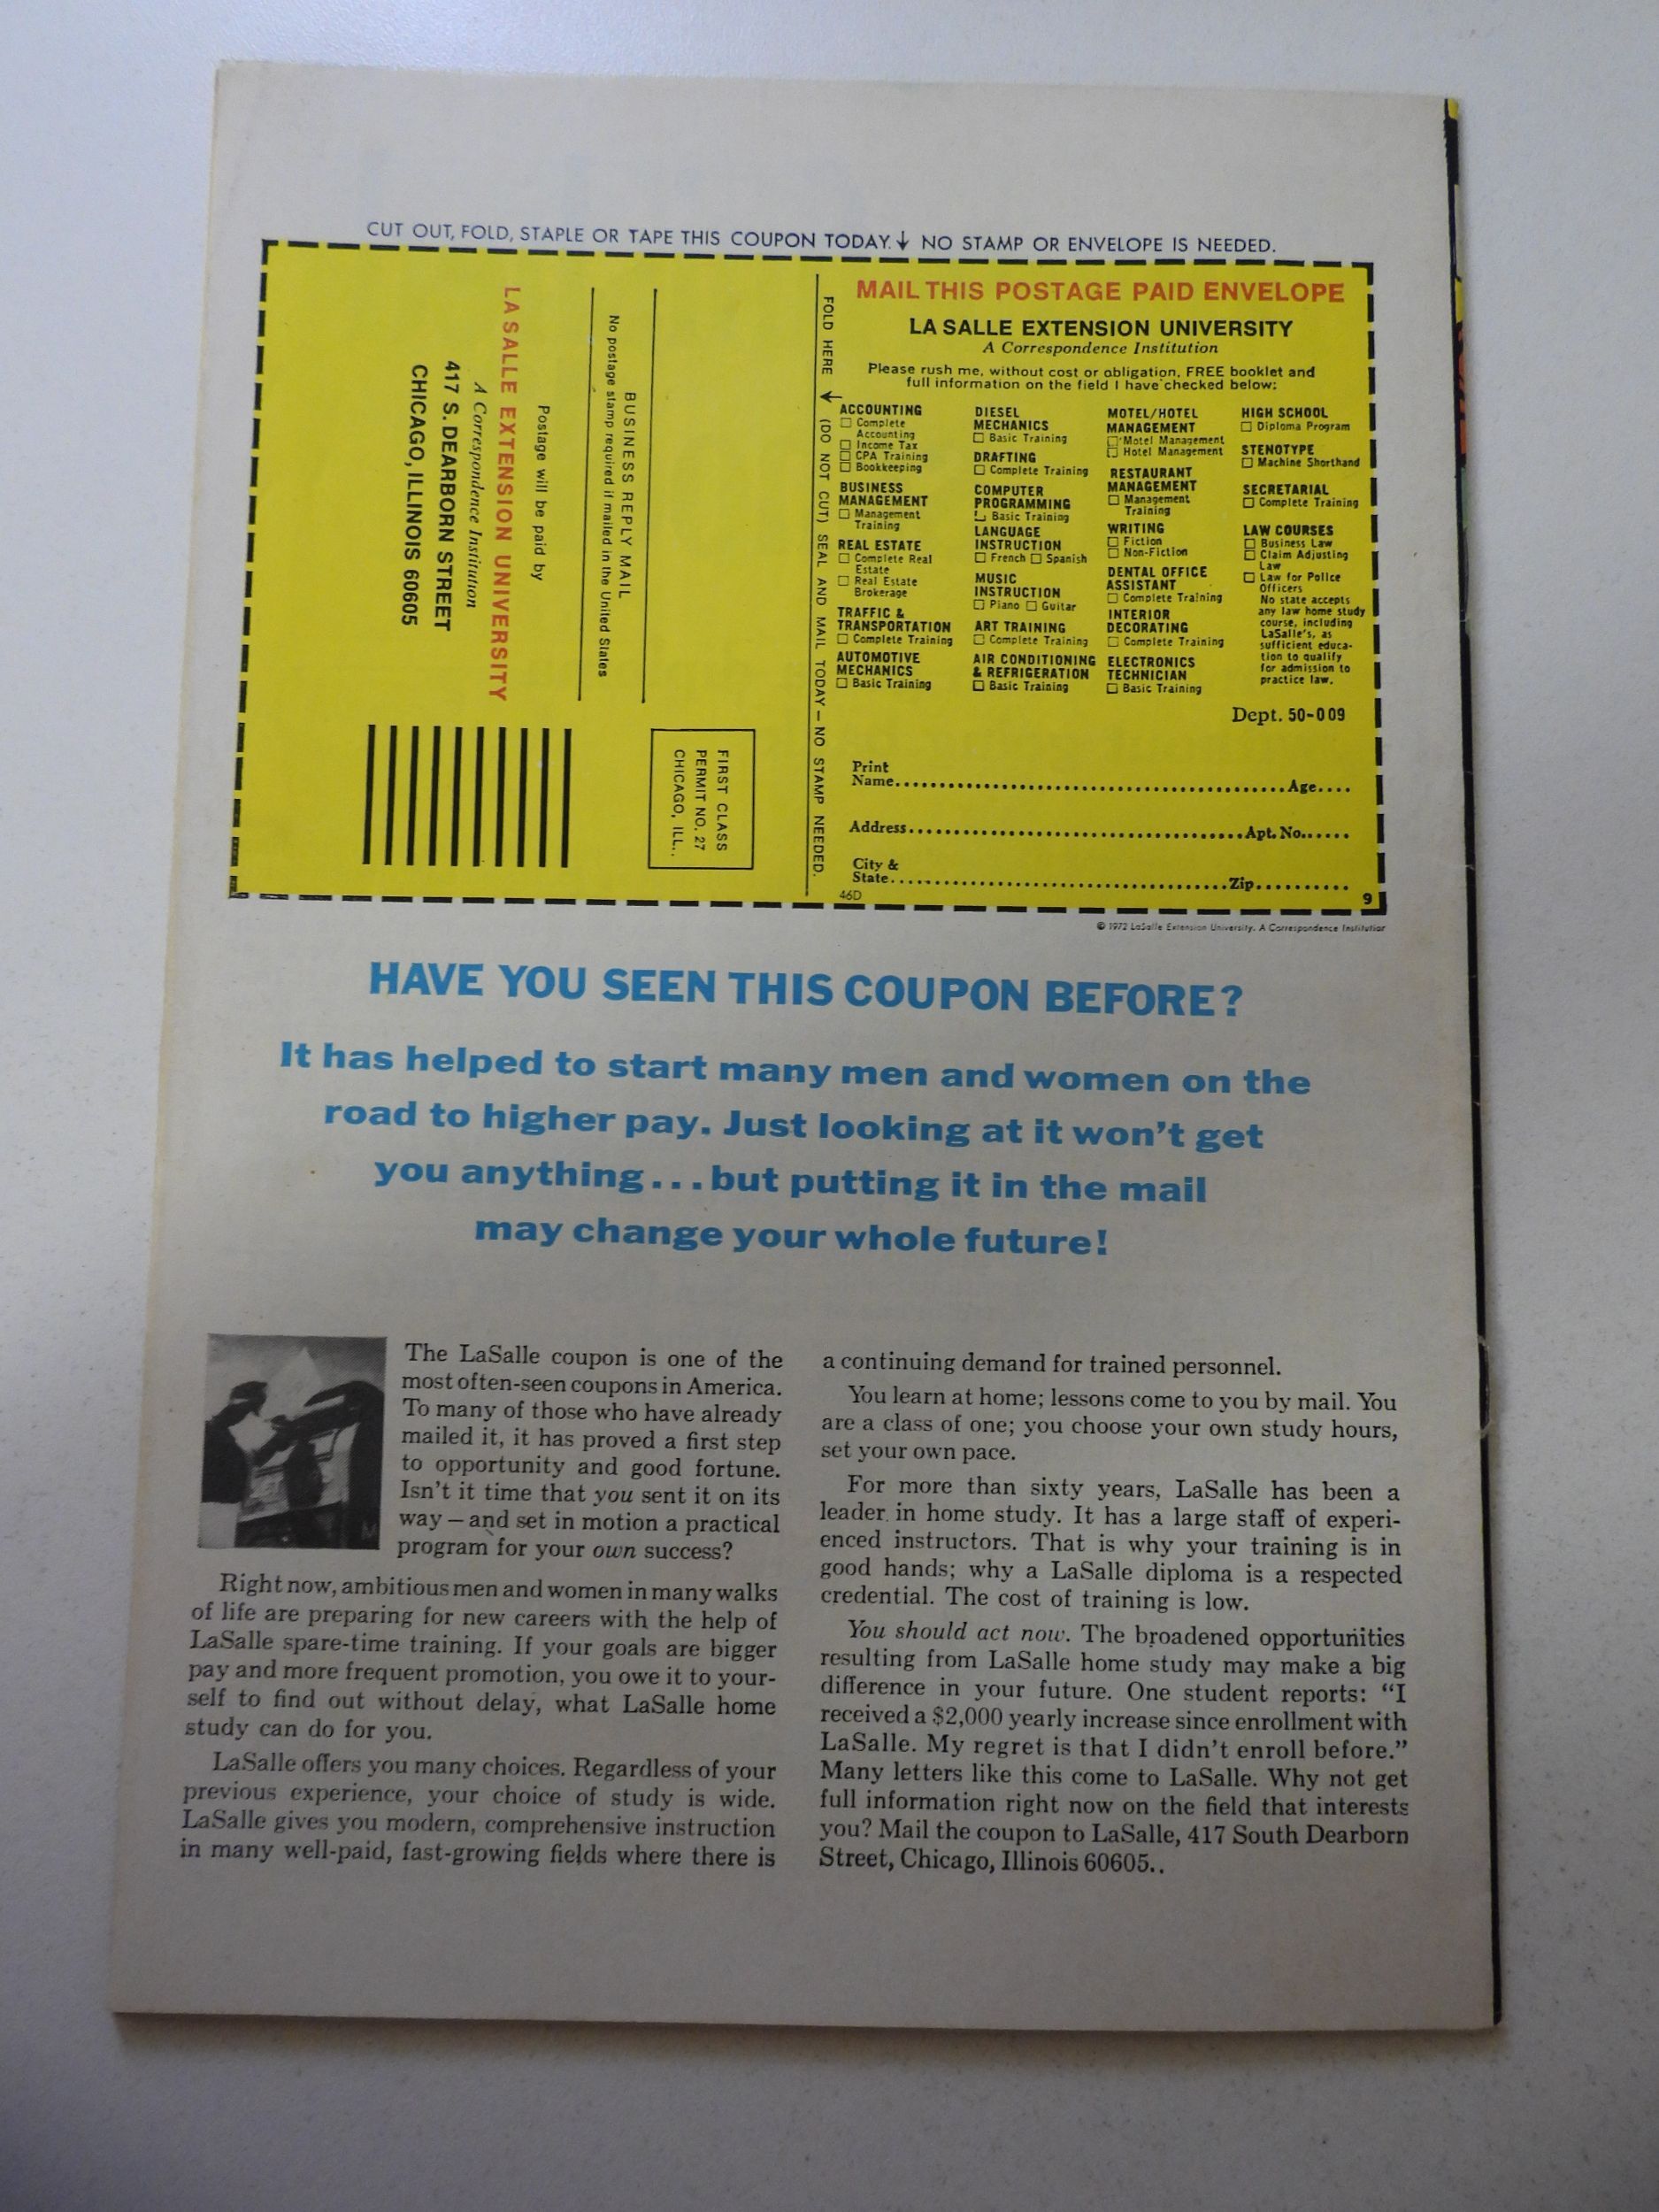 CUT OUT, FOLD, STAPLE OR TAPE THIS COUPON TODAY.↓ NO STAMP OR ENVELOPE IS NEEDED.
BUSINESS REPLY MAIL
No postage stamp required if mailed in the United States
Postage will be paid by
LA SALLE EXTENSION UNIVERSITY
A Correspondence Institution
417 S. DEARBORN STREET
CHICAGO, ILLINOIS 60605
FIRST CLASS
PERMIT NO. 27
CHICAGO, ILL..
FOLD HERE ↓ (DO NOT CUT) SEAL AND MAIL TODAY — NO STAMP NEEDED.
MAIL THIS POSTAGE PAID ENVELOPE
LA SALLE EXTENSION UNIVERSITY
A Correspondence Institution
Please rush me, without cost or obligation, FREE booklet and
full information on the field I have checked below:
ACCOUNTING
☐ Complete
Accounting
☐ Income Tax
☐ CPA Training
☐ Bookkeeping
BUSINESS
MANAGEMENT
☐ Management
Training
REAL ESTATE
☐ Complete Real
Estate
☐ Real Estate
Brokerage
TRAFFIC &
TRANSPORTATION
☐ Complete Training
AUTOMOTIVE
MECHANICS
☐ Basic Training
DIESEL
MECHANICS
☐ Basic Training
DRAFTING
☐ Complete Training
COMPUTER
PROGRAMMING
☐ Basic Training
LANGUAGE
INSTRUCTION
☐ French ☐ Spanish
MUSIC
INSTRUCTION
☐ Piano ☐ Guitar
ART TRAINING
☐ Complete Training
AIR CONDITIONING
& REFRIGERATION
☐ Basic Training
MOTEL/HOTEL
MANAGEMENT
☐ Motel Management
☐ Hotel Management
RESTAURANT
MANAGEMENT
☐ Management
Training
WRITING
☐ Fiction
☐ Non-Fiction
DENTAL OFFICE
ASSISTANT
☐ Complete Training
INTERIOR
DECORATING
☐ Complete Training
ELECTRONICS
TECHNICIAN
☐ Basic Training
HIGH SCHOOL
☐ Diploma Program
STENOTYPE
☐ Machine Shorthand
SECRETARIAL
☐ Complete Training
LAW COURSES
☐ Business Law
☐ Claim Adjusting
Law
☐ Law for Police
Officers
No state accepts
any law home study
course, including
LaSalle's, as
sufficient educa-
tion to qualify
for admission to
practice law.
Dept. 50-009
Print
Name.......... Age....
Address.......... Apt. No......
City &
State.......... Zip..........
46D 9
© 1972 LaSalle Extension University. A Correspondence Institution
HAVE YOU SEEN THIS COUPON BEFORE?
It has helped to start many men and women on the
road to higher pay. Just looking at it won't get
you anything...but putting it in the mail
may change your whole future!
The LaSalle coupon is one of the
most often-seen coupons in America.
To many of those who have already
mailed it, it has proved a first step
to opportunity and good fortune.
Isn't it time that you sent it on its
way — and set in motion a practical
program for your own success?
Right now, ambitious men and women in many walks
of life are preparing for new careers with the help of
LaSalle spare-time training. If your goals are bigger
pay and more frequent promotion, you owe it to your-
self to find out without delay, what LaSalle home
study can do for you.
LaSalle offers you many choices. Regardless of your
previous experience, your choice of study is wide.
LaSalle gives you modern, comprehensive instruction
in many well-paid, fast-growing fields where there is
a continuing demand for trained personnel.
You learn at home; lessons come to you by mail. You
are a class of one; you choose your own study hours,
set your own pace.
For more than sixty years, LaSalle has been a
leader in home study. It has a large staff of experi-
enced instructors. That is why your training is in
good hands; why a LaSalle diploma is a respected
credential. The cost of training is low.
You should act now. The broadened opportunities
resulting from LaSalle home study may make a big
difference in your future. One student reports: "I
received a $2,000 yearly increase since enrollment with
LaSalle. My regret is that I didn't enroll before."
Many letters like this come to LaSalle. Why not get
full information right now on the field that interests
you? Mail the coupon to LaSalle, 417 South Dearborn
Street, Chicago, Illinois 60605..